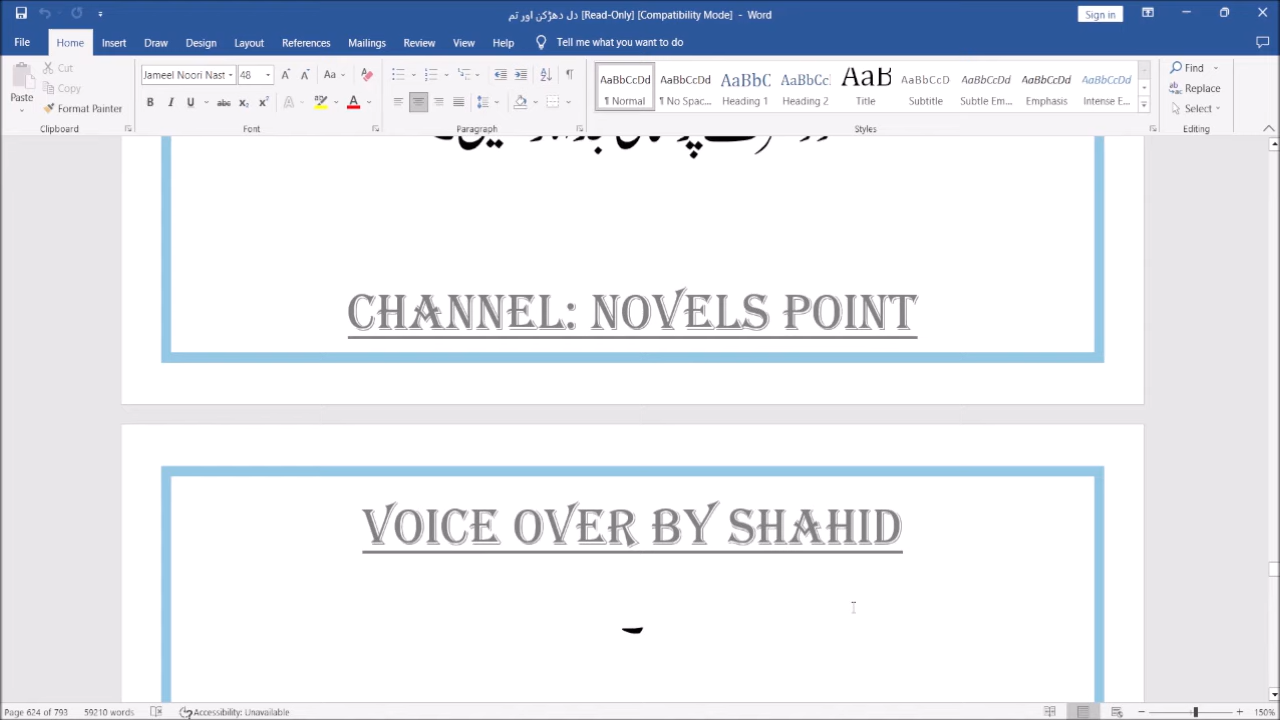 دل دھڑکن اور تم [Read-Only] [Compatibility Mode] - Word
Sign in
File Home Insert Draw Design Layout References Mailings Review View Help Tell me what you want to do
Paste
Cut
Copy
Format Painter
Clipboard
Jameel Noori Nast 48
Font
Paragraph
AaBbCcDd ¶ Normal
AaBbCcDd ¶ No Spac...
AaBbC Heading 1
AaBbCc Heading 2
AaB Title
AaBbCcD Subtitle
AaBbCcDd Subtle Em...
AaBbCcDd Emphasis
AaBbCcDd Intense E...
Styles
Find
Replace
Select
Editing
CHANNEL: NOVELS POINT
VOICE OVER BY SHAHID
۔
Page 624 of 793 59210 words Accessibility: Unavailable 150%